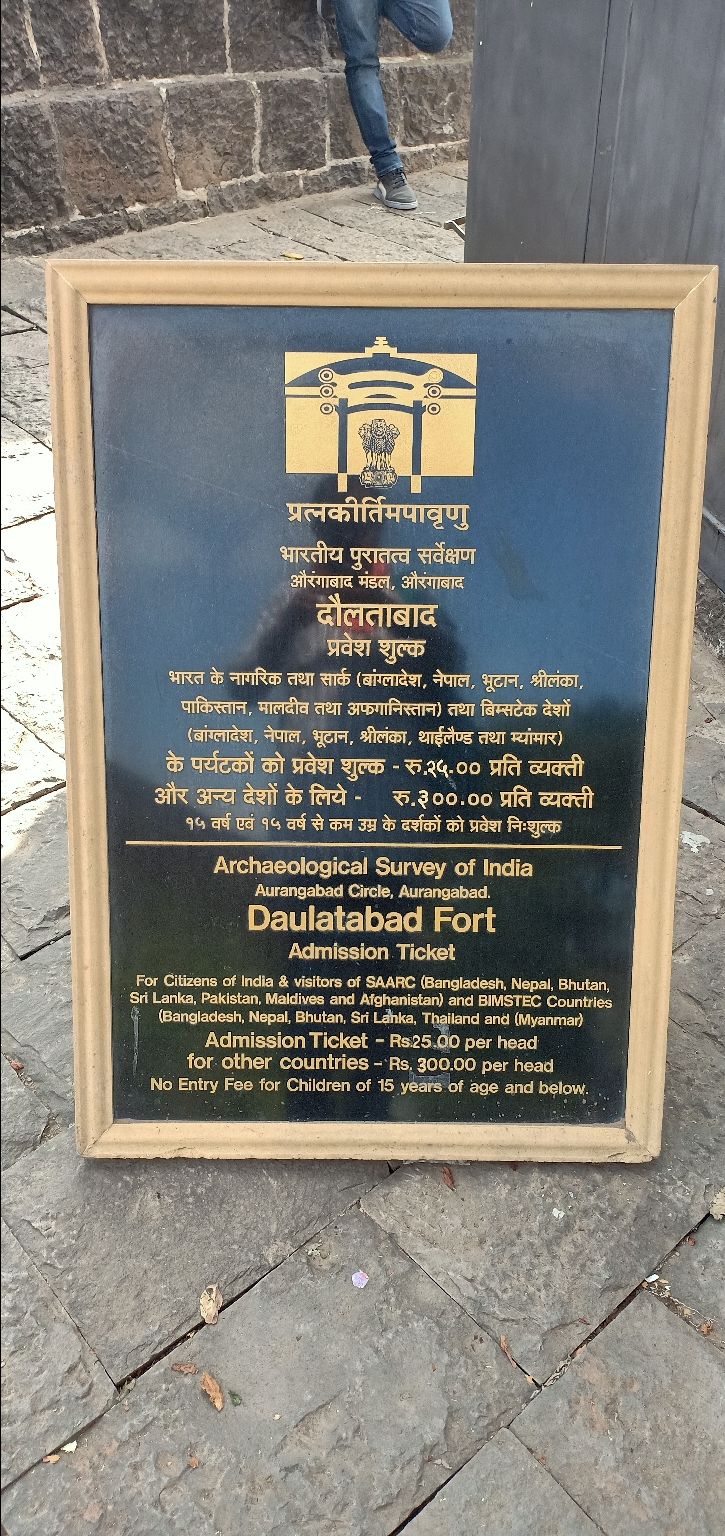 प्रत्नकीर्तिमपावृणु
भारतीय पुरातत्व सर्वेक्षण
औरंगाबाद मंडल, औरंगाबाद
दौलताबाद
प्रवेश शुल्क
भारत के नागरिक तथा सार्क (बांग्लादेश, नेपाल, भूटान, श्रीलंका,
पाकिस्तान, मालदीव तथा अफगानिस्तान) तथा बिम्सटेक देशों
(बांग्लादेश, नेपाल, भूटान, श्रीलंका, थाईलैण्ड तथा म्यांमार)
के पर्यटकों को प्रवेश शुल्क - रु.२५.०० प्रति व्यक्ती
और अन्य देशों के लिये - रु.३००.०० प्रति व्यक्ती
१५ वर्ष एवं १५ वर्ष से कम उम्र के दर्शकों को प्रवेश निःशुल्क
Archaeological Survey of India
Aurangabad Circle, Aurangabad.
Daulatabad Fort
Admission Ticket
For Citizens of India & visitors of SAARC (Bangladesh, Nepal, Bhutan,
Sri Lanka, Pakistan, Maldives and Afghanistan) and BIMSTEC Countries
(Bangladesh, Nepal, Bhutan, Sri Lanka, Thailand and (Myanmar)
Admission Ticket - Rs.25.00 per head
for other countries - Rs. 300.00 per head
No Entry Fee for Children of 15 years of age and below.